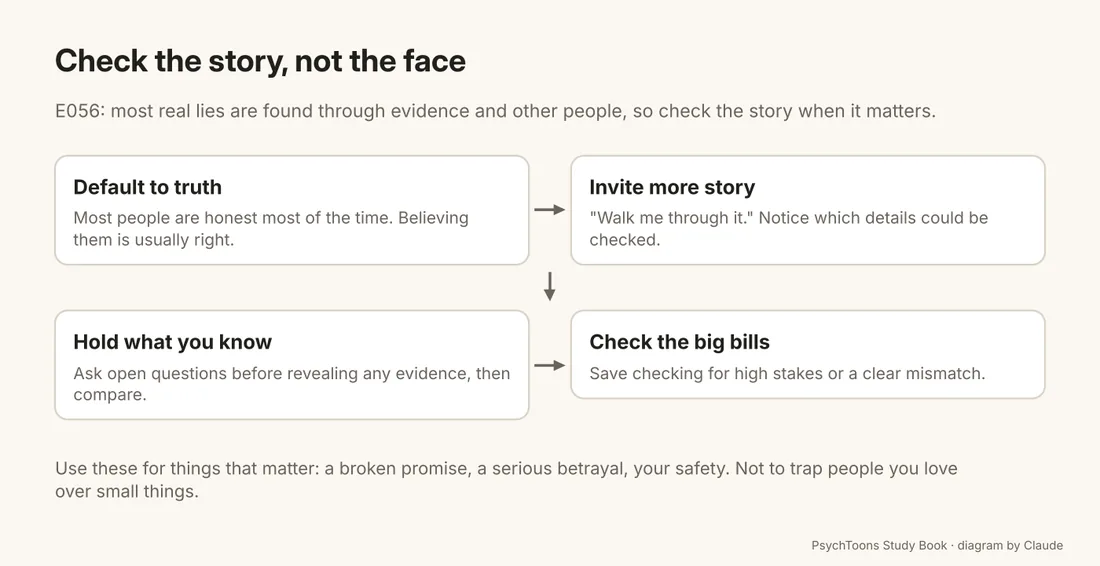 Check the story, not the face
E056: most real lies are found through evidence and other people, so check the story when it matters.
Default to truth
Most people are honest most of the time. Believing
them is usually right.
Invite more story
"Walk me through it." Notice which details could be
checked.
Hold what you know
Ask open questions before revealing any evidence, then
compare.
Check the big bills
Save checking for high stakes or a clear mismatch.
Use these for things that matter: a broken promise, a serious betrayal, your safety. Not to trap people you love
over small things.
PsychToons Study Book · diagram by Claude